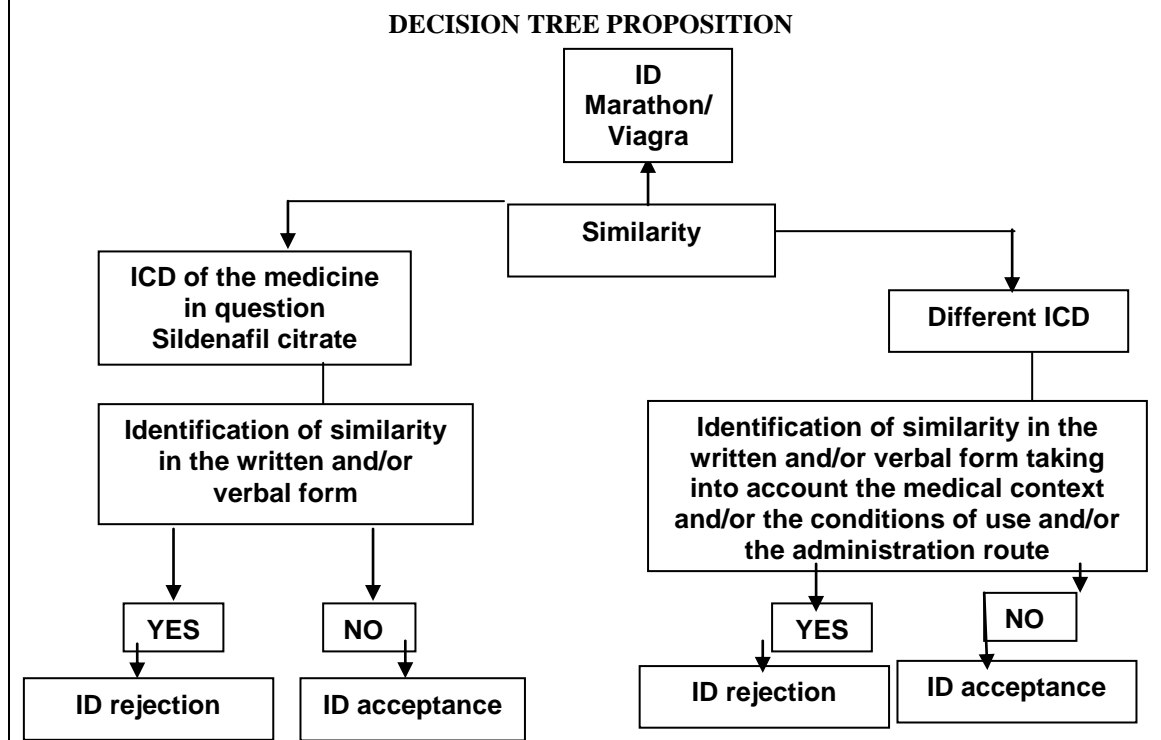 DECISION TREE PROPOSITION
ID
Marathon/
Viagra
Similarity
ICD of the medicine
in question
Sildenafil citrate
Different ICD
Identification of similarity
in the written and/or
verbal form
Identification of similarity in the
written and/or verbal form taking
into account the medical context
and/or the conditions of use and/or
the administration route
YES
NO
YES
NO
ID rejection
ID acceptance
ID rejection
ID acceptance